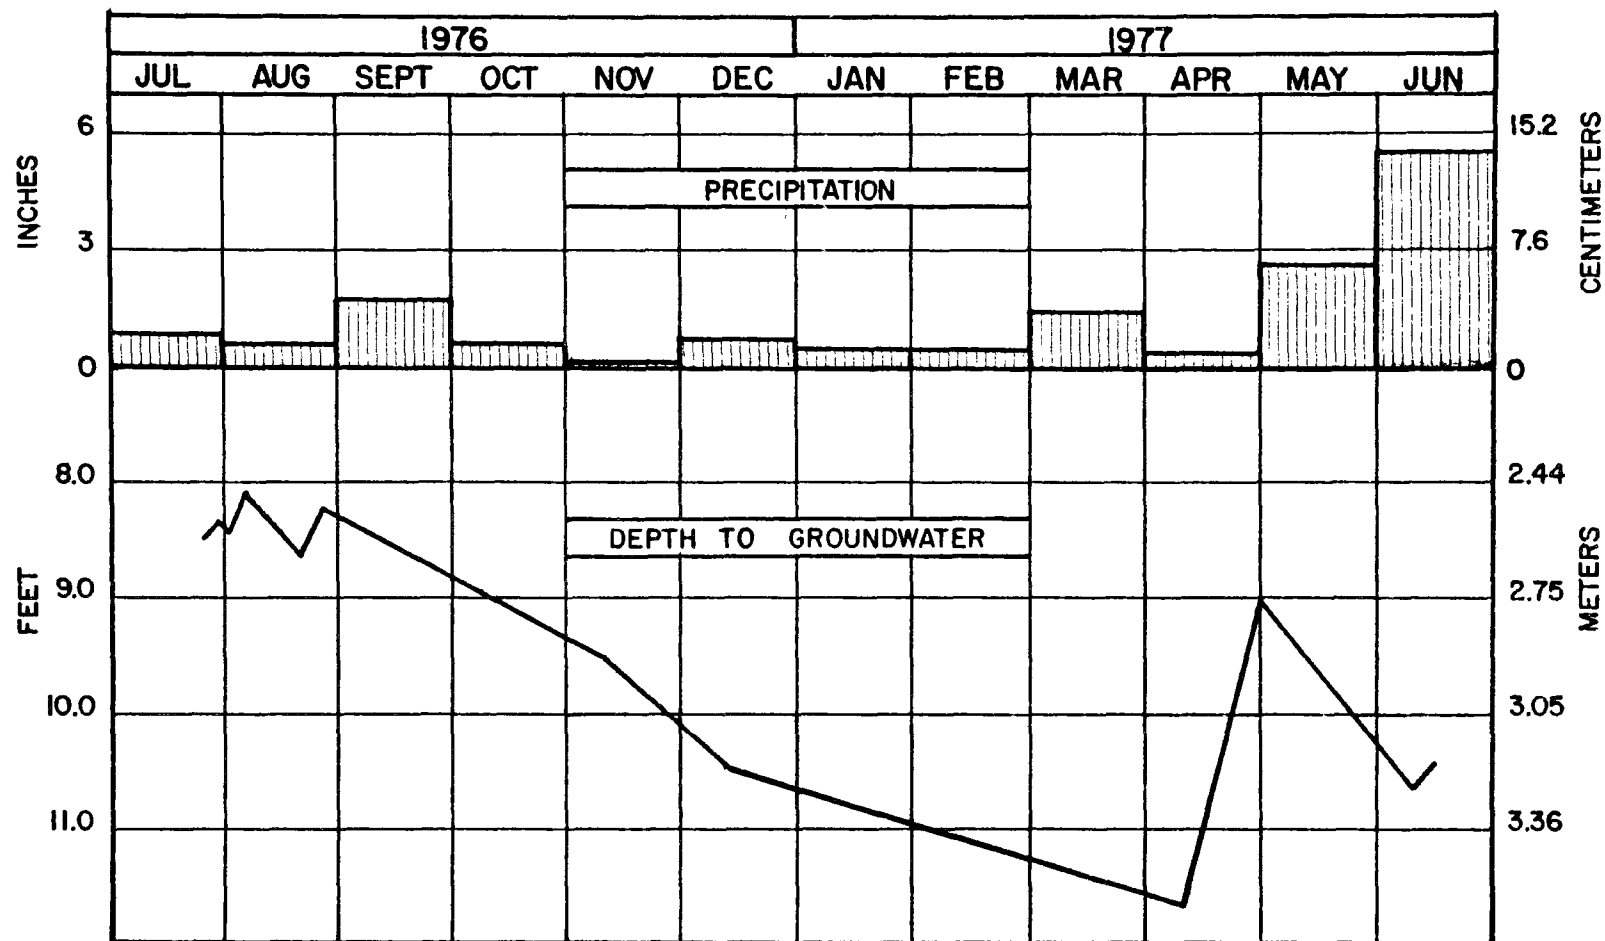 1976 1977
JUL AUG SEPT OCT NOV DEC JAN FEB MAR APR MAY JUN
6 15.2
PRECIPITATION
INCHES CENTIMETERS
3 7.6
0 0
8.0 2.44
DEPTH TO GROUNDWATER
9.0 2.75
FEET METERS
10.0 3.05
11.0 3.36